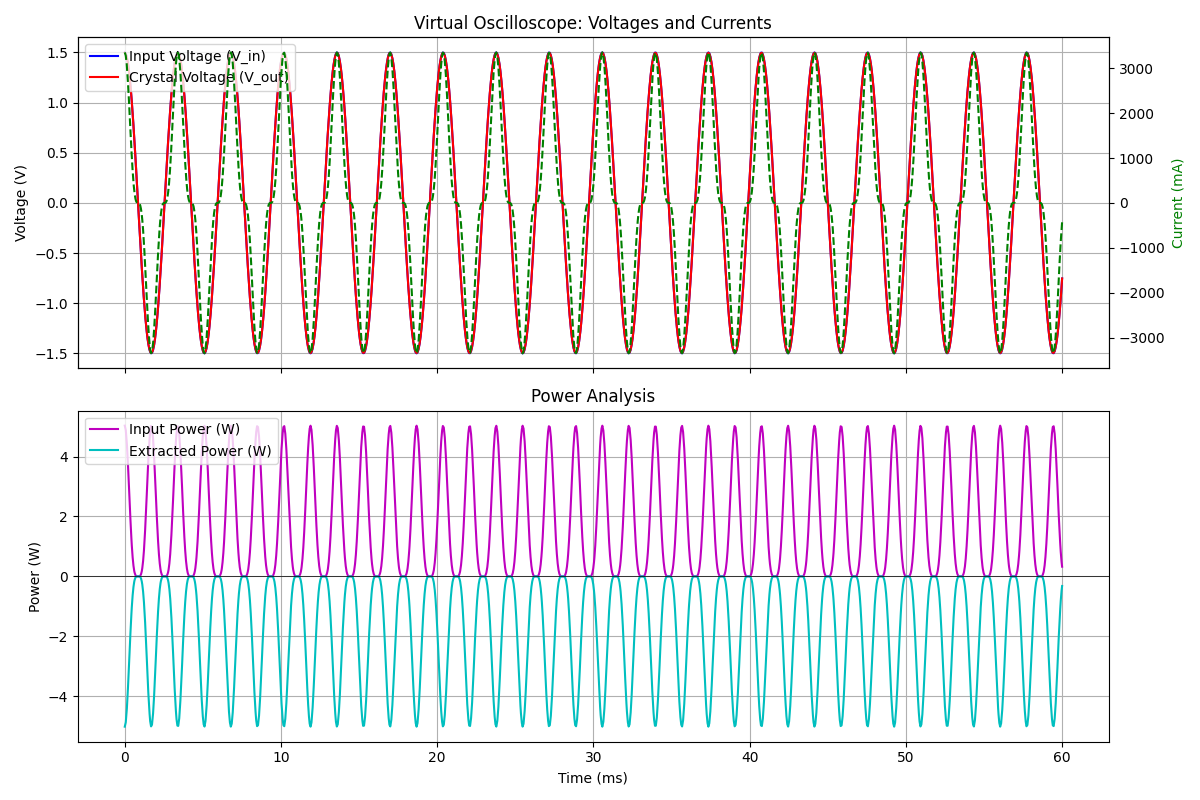 Virtual Oscilloscope: Voltages and Currents
Input Voltage (V_in)
Crystal Voltage (V_out)
1.5
1.0
0.5
0.0
−0.5
−1.0
−1.5
Voltage (V)
3000
2000
1000
0
−1000
−2000
−3000
Current (mA)
Power Analysis
Input Power (W)
Extracted Power (W)
4
2
0
−2
−4
Power (W)
0 10 20 30 40 50 60
Time (ms)